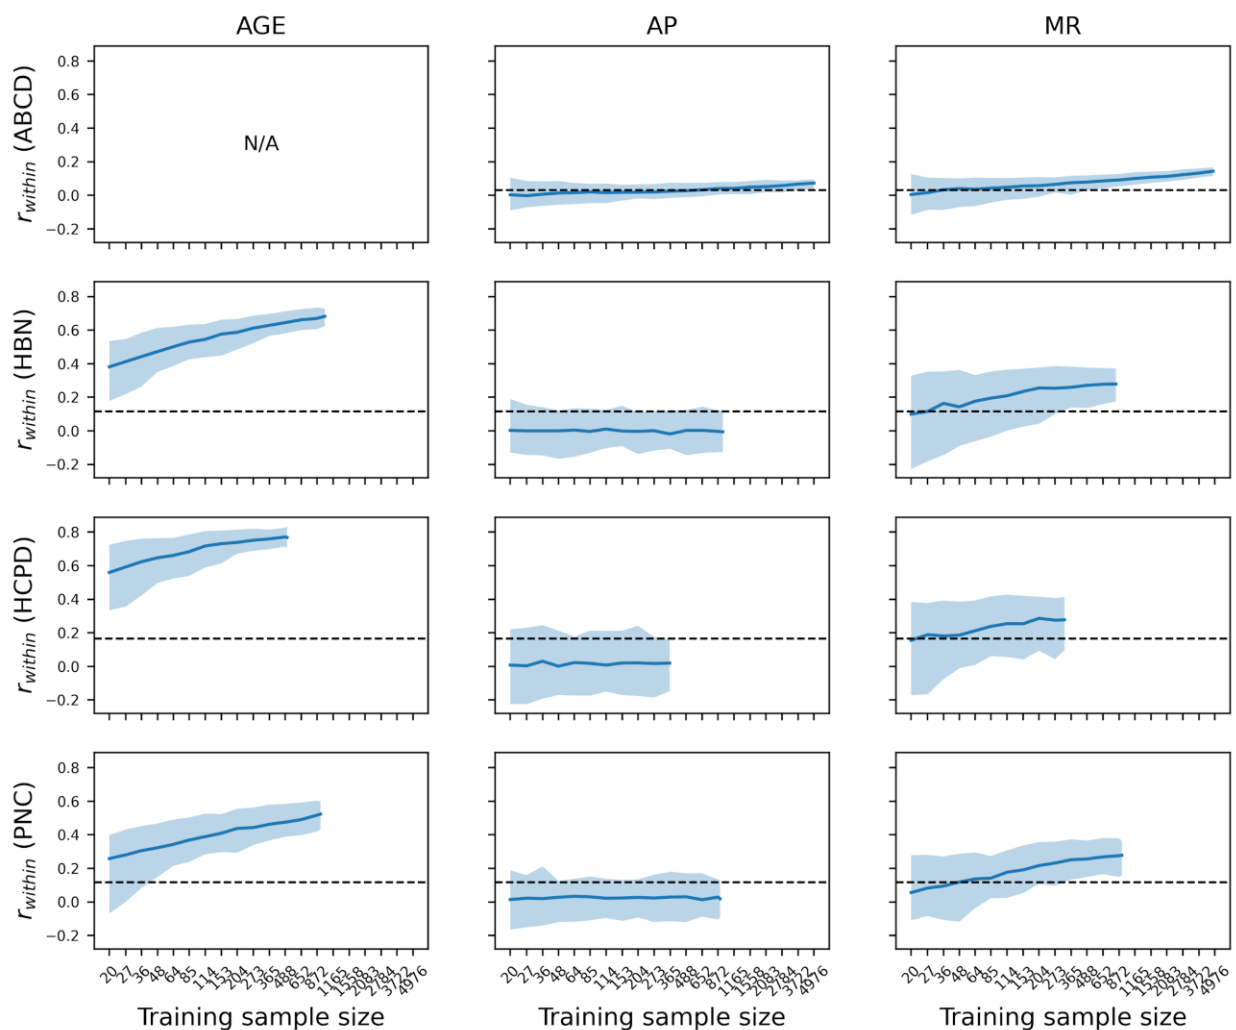 AGE AP MR
r_within (ABCD)
0.8
0.6
0.4
0.2
0.0
−0.2
N/A
r_within (HBN)
0.8
0.6
0.4
0.2
0.0
−0.2
r_within (HCPD)
0.8
0.6
0.4
0.2
0.0
−0.2
r_within (PNC)
0.8
0.6
0.4
0.2
0.0
−0.2
20 27 36 48 64 85 114 153 204 273 365 488 652 872 1165 1558 2083 2784 3722 4976
20 27 36 48 64 85 114 153 204 273 365 488 652 872 1165 1558 2083 2784 3722 4976
20 27 36 48 64 85 114 153 204 273 365 488 652 872 1165 1558 2083 2784 3722 4976
Training sample size Training sample size Training sample size